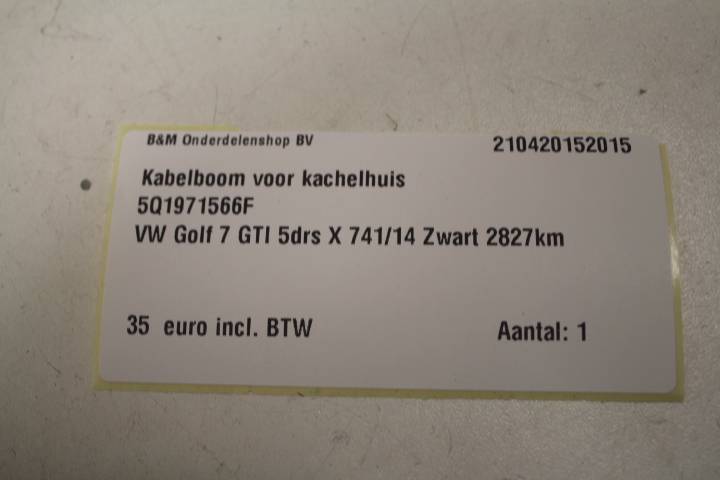 B&M Onderdelenshop BV 210420152015
Kabelboom voor kachelhuis
5Q1971566F
VW Golf 7 GTI 5drs X 741/14 Zwart 2827km
35 euro incl. BTW Aantal: 1